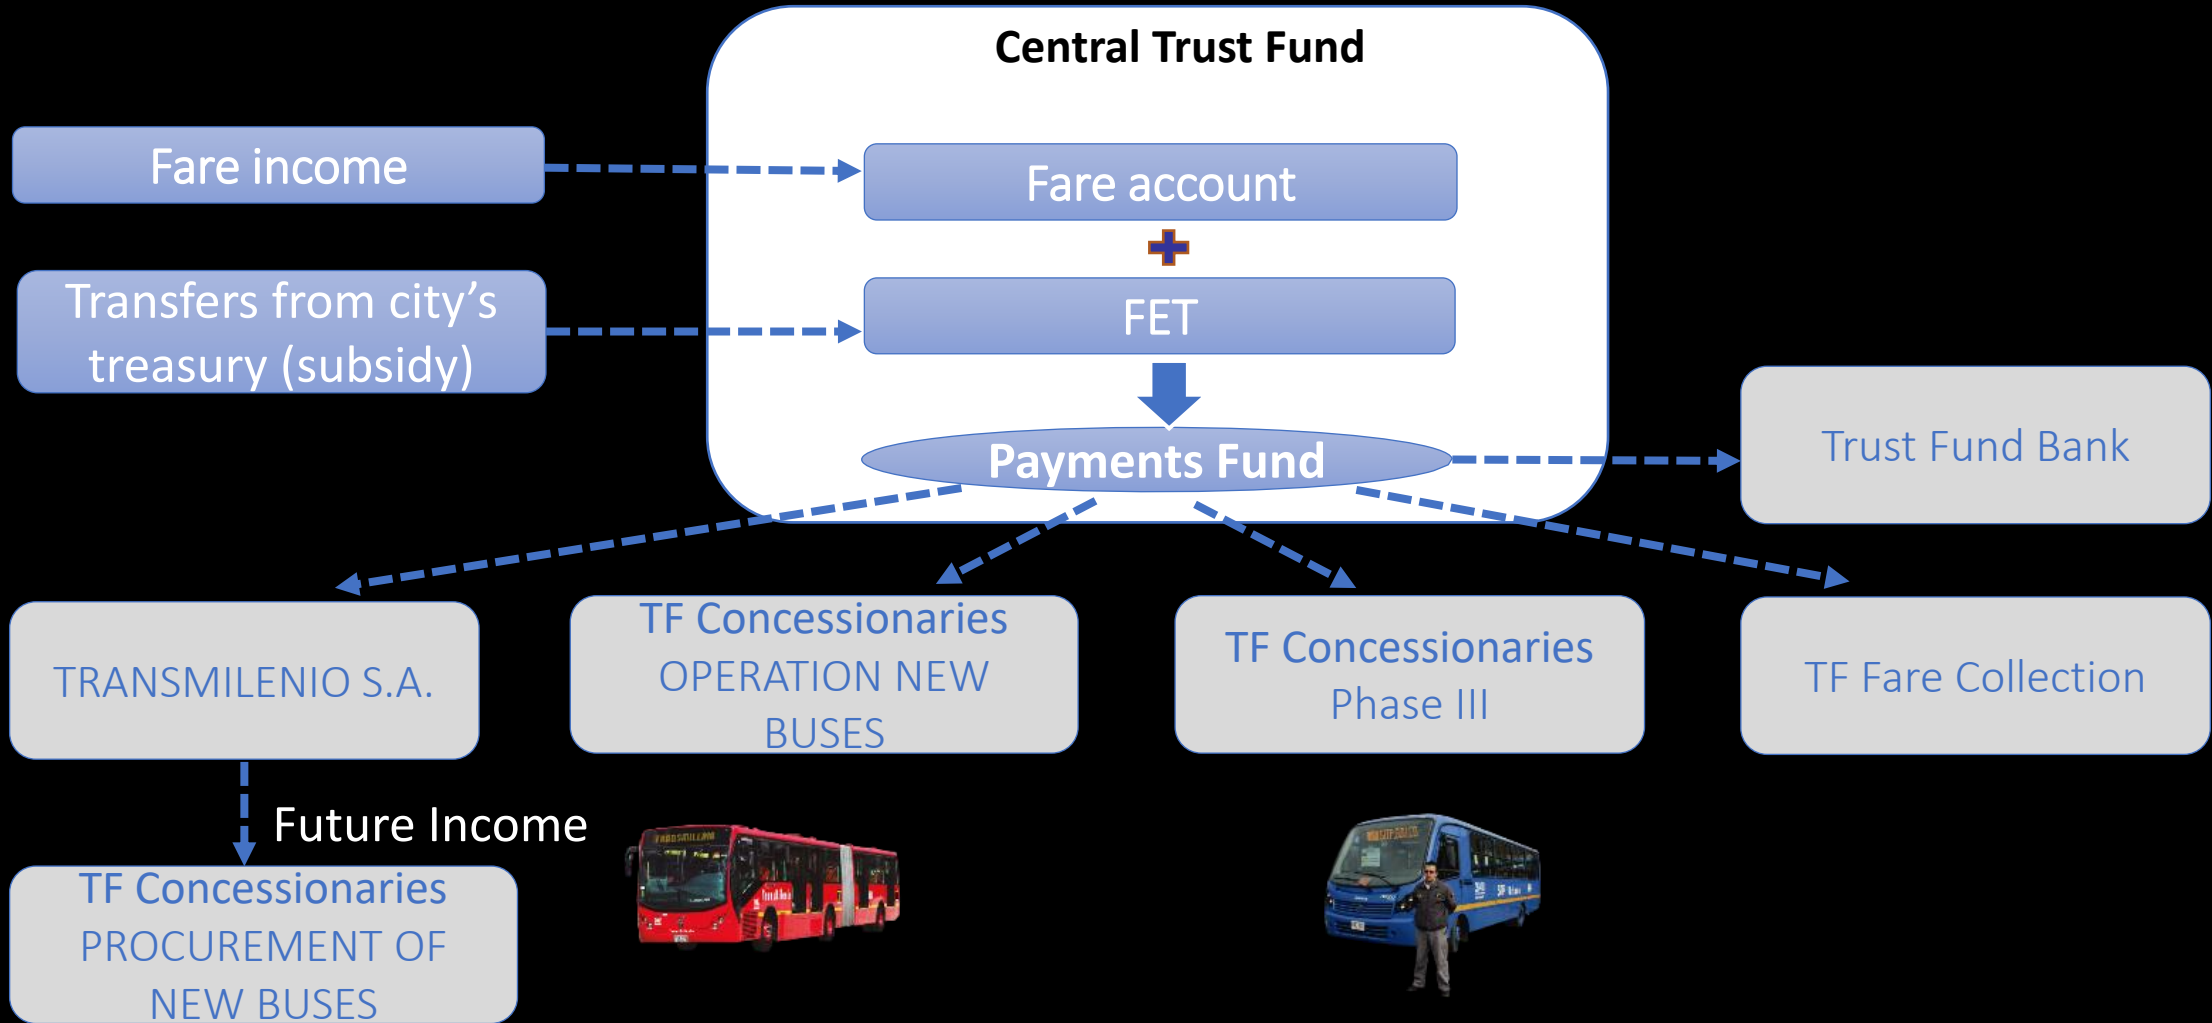 Central Trust Fund
Fare income
Fare account
Transfers from city's
treasury (subsidy)
FET
Payments Fund
Trust Fund Bank
TRANSMILENIO S.A.
TF Concessionaries
OPERATION NEW
BUSES
TF Concessionaries
Phase III
TF Fare Collection
Future Income
TF Concessionaries
PROCUREMENT OF
NEW BUSES